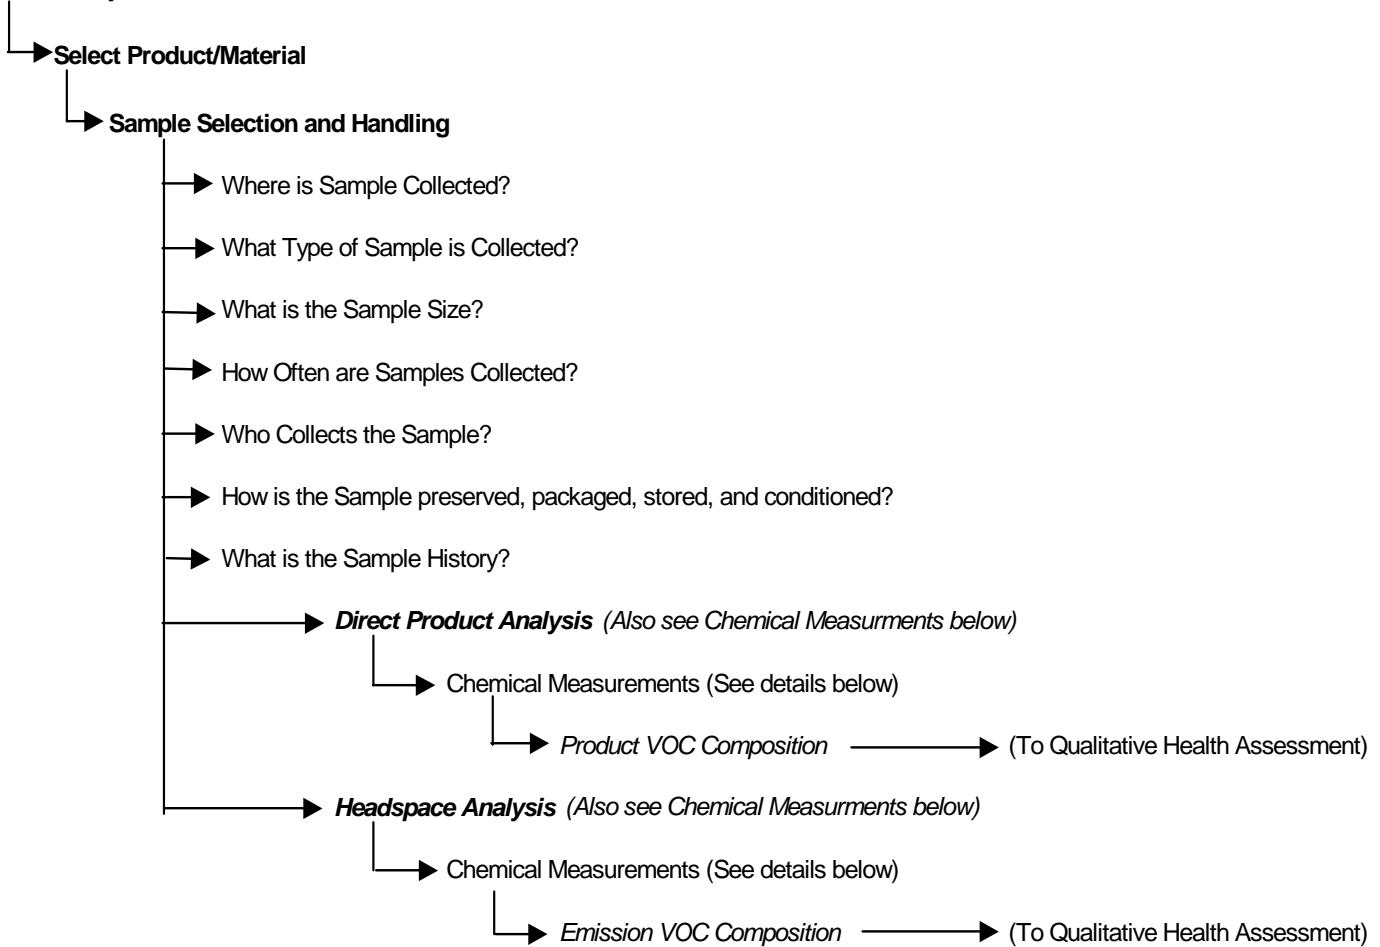 Select Product/Material
Sample Selection and Handling
Where is Sample Collected?
What Type of Sample is Collected?
What is the Sample Size?
How Often are Samples Collected?
Who Collects the Sample?
How is the Sample preserved, packaged, stored, and conditioned?
What is the Sample History?
Direct Product Analysis (Also see Chemical Measurments below)
Chemical Measurements (See details below)
Product VOC Composition (To Qualitative Health Assessment)
Headspace Analysis (Also see Chemical Measurments below)
Chemical Measurements (See details below)
Emission VOC Composition (To Qualitative Health Assessment)